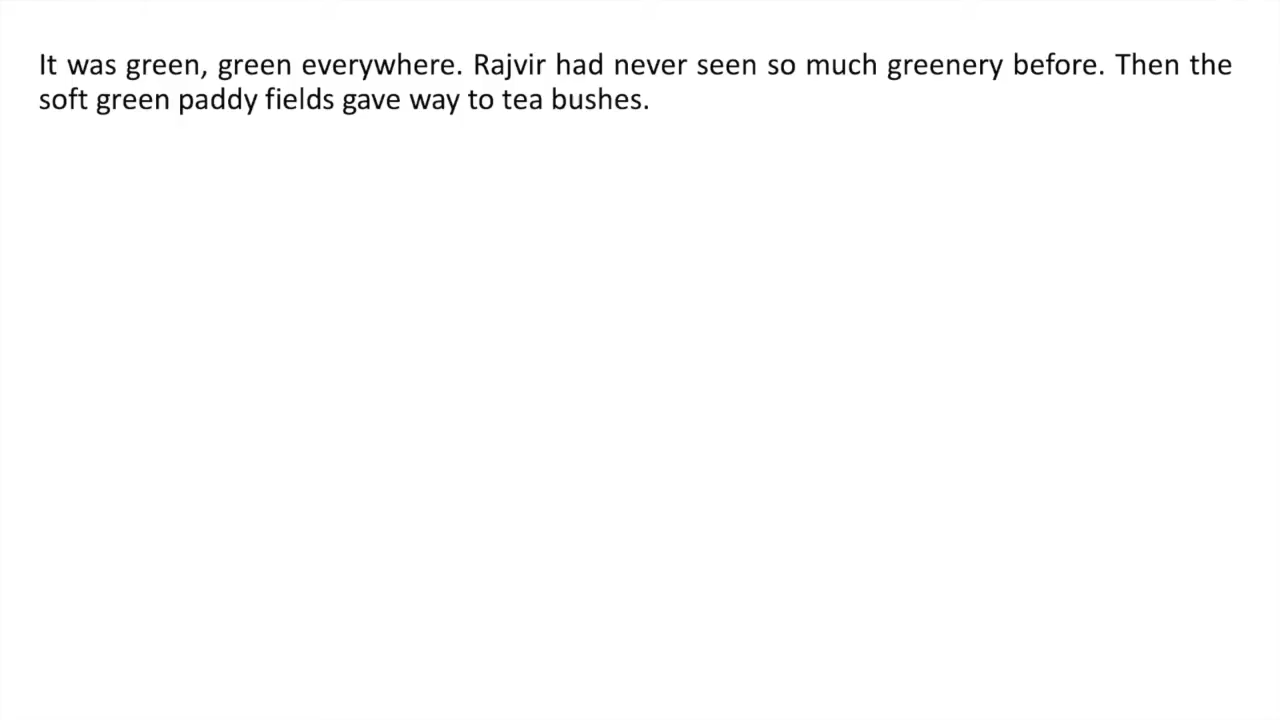 It was green, green everywhere. Rajvir had never seen so much greenery before. Then the
soft green paddy fields gave way to tea bushes.